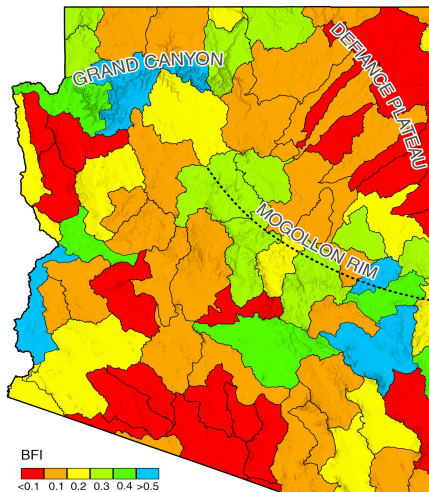 GRAND CANYON
DEFIANCE PLATEAU
MOGOLLON RIM
BFI
<0.1 0.1 0.2 0.3 0.4 >0.5